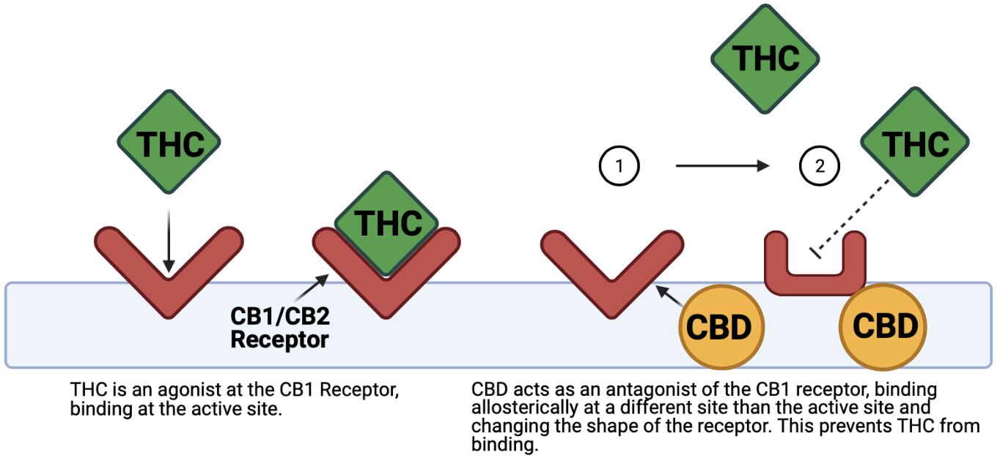 THC
THC
CB1/CB2
Receptor
THC is an agonist at the CB1 Receptor,
binding at the active site.
THC
THC
1
2
CBD
CBD
CBD acts as an antagonist of the CB1 receptor, binding
allosterically at a different site than the active site and
changing the shape of the receptor. This prevents THC from
binding.